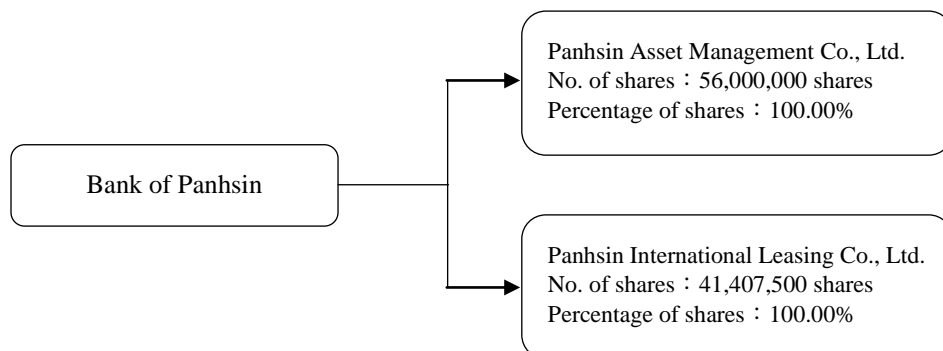 Bank of Panhsin
Panhsin Asset Management Co., Ltd.
No. of shares：56,000,000 shares
Percentage of shares：100.00%
Panhsin International Leasing Co., Ltd.
No. of shares：41,407,500 shares
Percentage of shares：100.00%